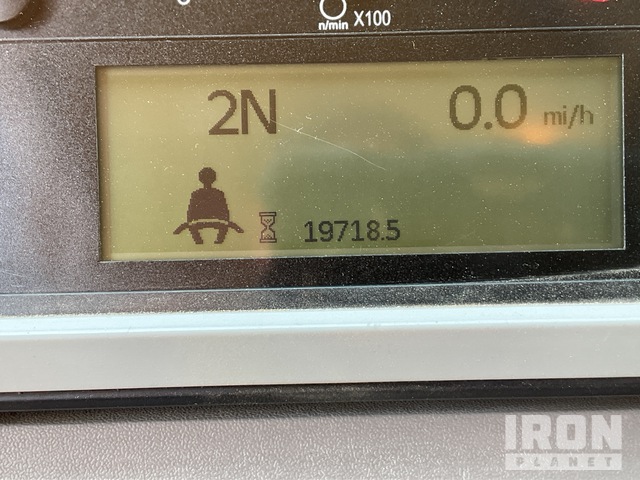 n/min X100
2N 0.0 mi/h
19718.5
IRON
PLANET